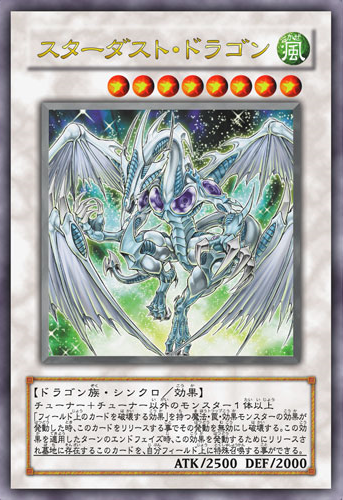 スターダスト・ドラゴン 風
【ドラゴン族・シンクロ/効果】
チューナー+チューナー以外のモンスター1体以上
「フィールド上のカードを破壊する効果」を持つ魔法・罠・効果モンスターの効果が
発動した時、このカードをリリースする事でその発動を無効にし破壊する。この効
果を適用したターンのエンドフェイズ時、この効果を発動するためにリリースされ
墓地に存在するこのカードを、自分フィールド上に特殊召喚する事ができる。
ATK/2500 DEF/2000